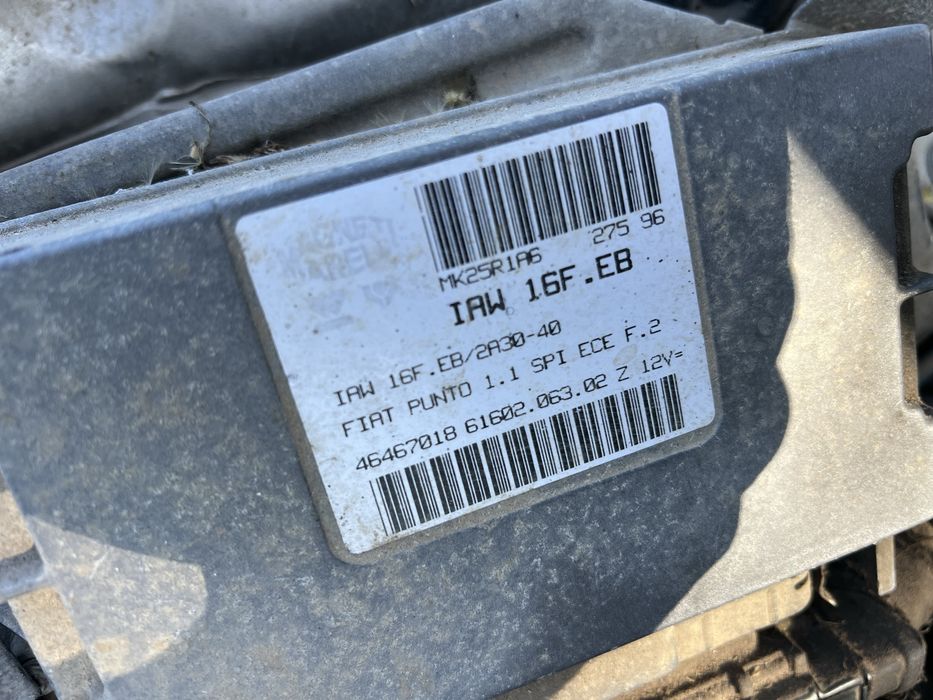 MK25R1A6 275 96
IAW 16F.EB
IAW 16F.EB/2A30-40
FIAT PUNTO 1.1 SPI ECE F.2
46467018 61602.063.02 Z 12V=